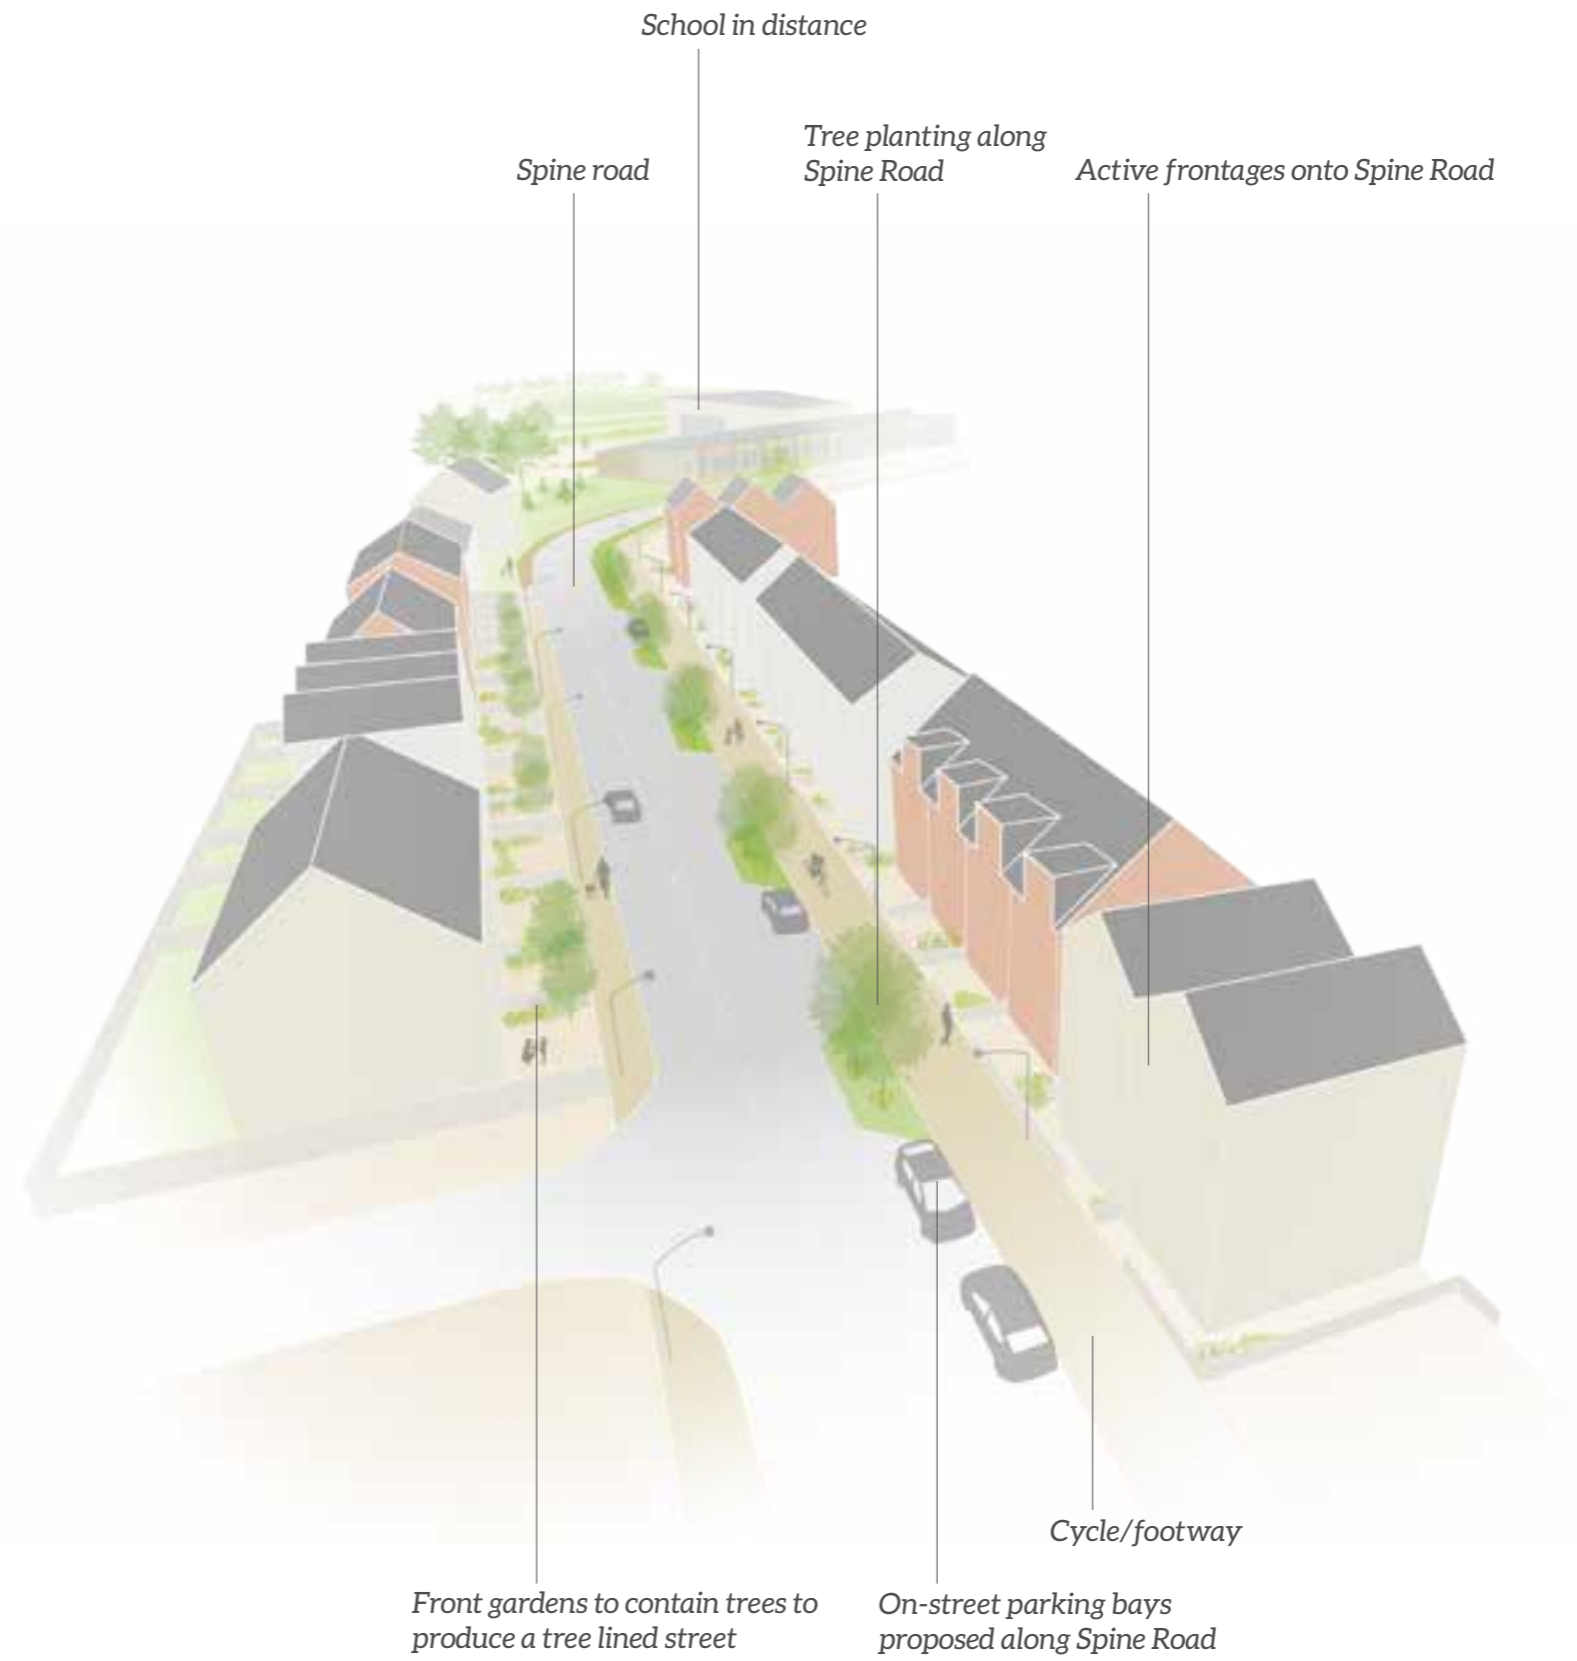 School in distance
Tree planting along
Spine Road
Spine road
Active frontages onto Spine Road
Cycle/footway
Front gardens to contain trees to
produce a tree lined street
On-street parking bays
proposed along Spine Road